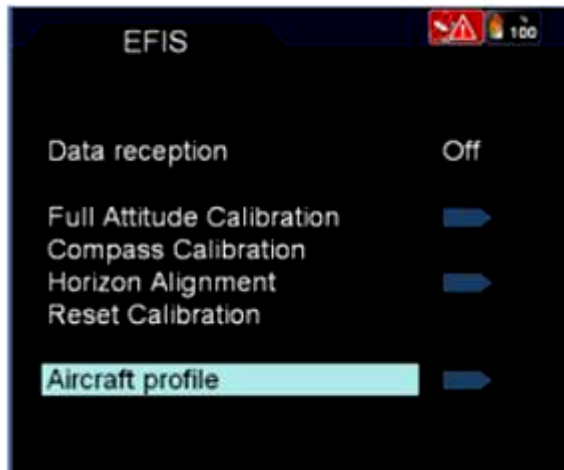 EFIS
%
100
Data reception Off
Full Attitude Calibration
Compass Calibration
Horizon Alignment
Reset Calibration
Aircraft profile